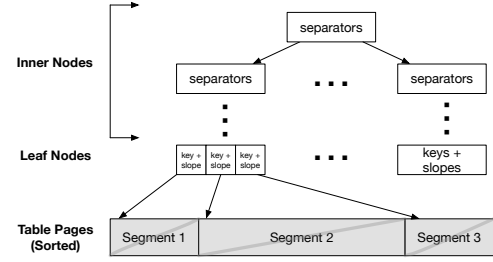 separators
Inner Nodes
separators
...
separators
Leaf Nodes
key +
slope
key +
slope
key +
slope
...
keys +
slopes
Table Pages
(Sorted)
Segment 1
Segment 2
Segment 3